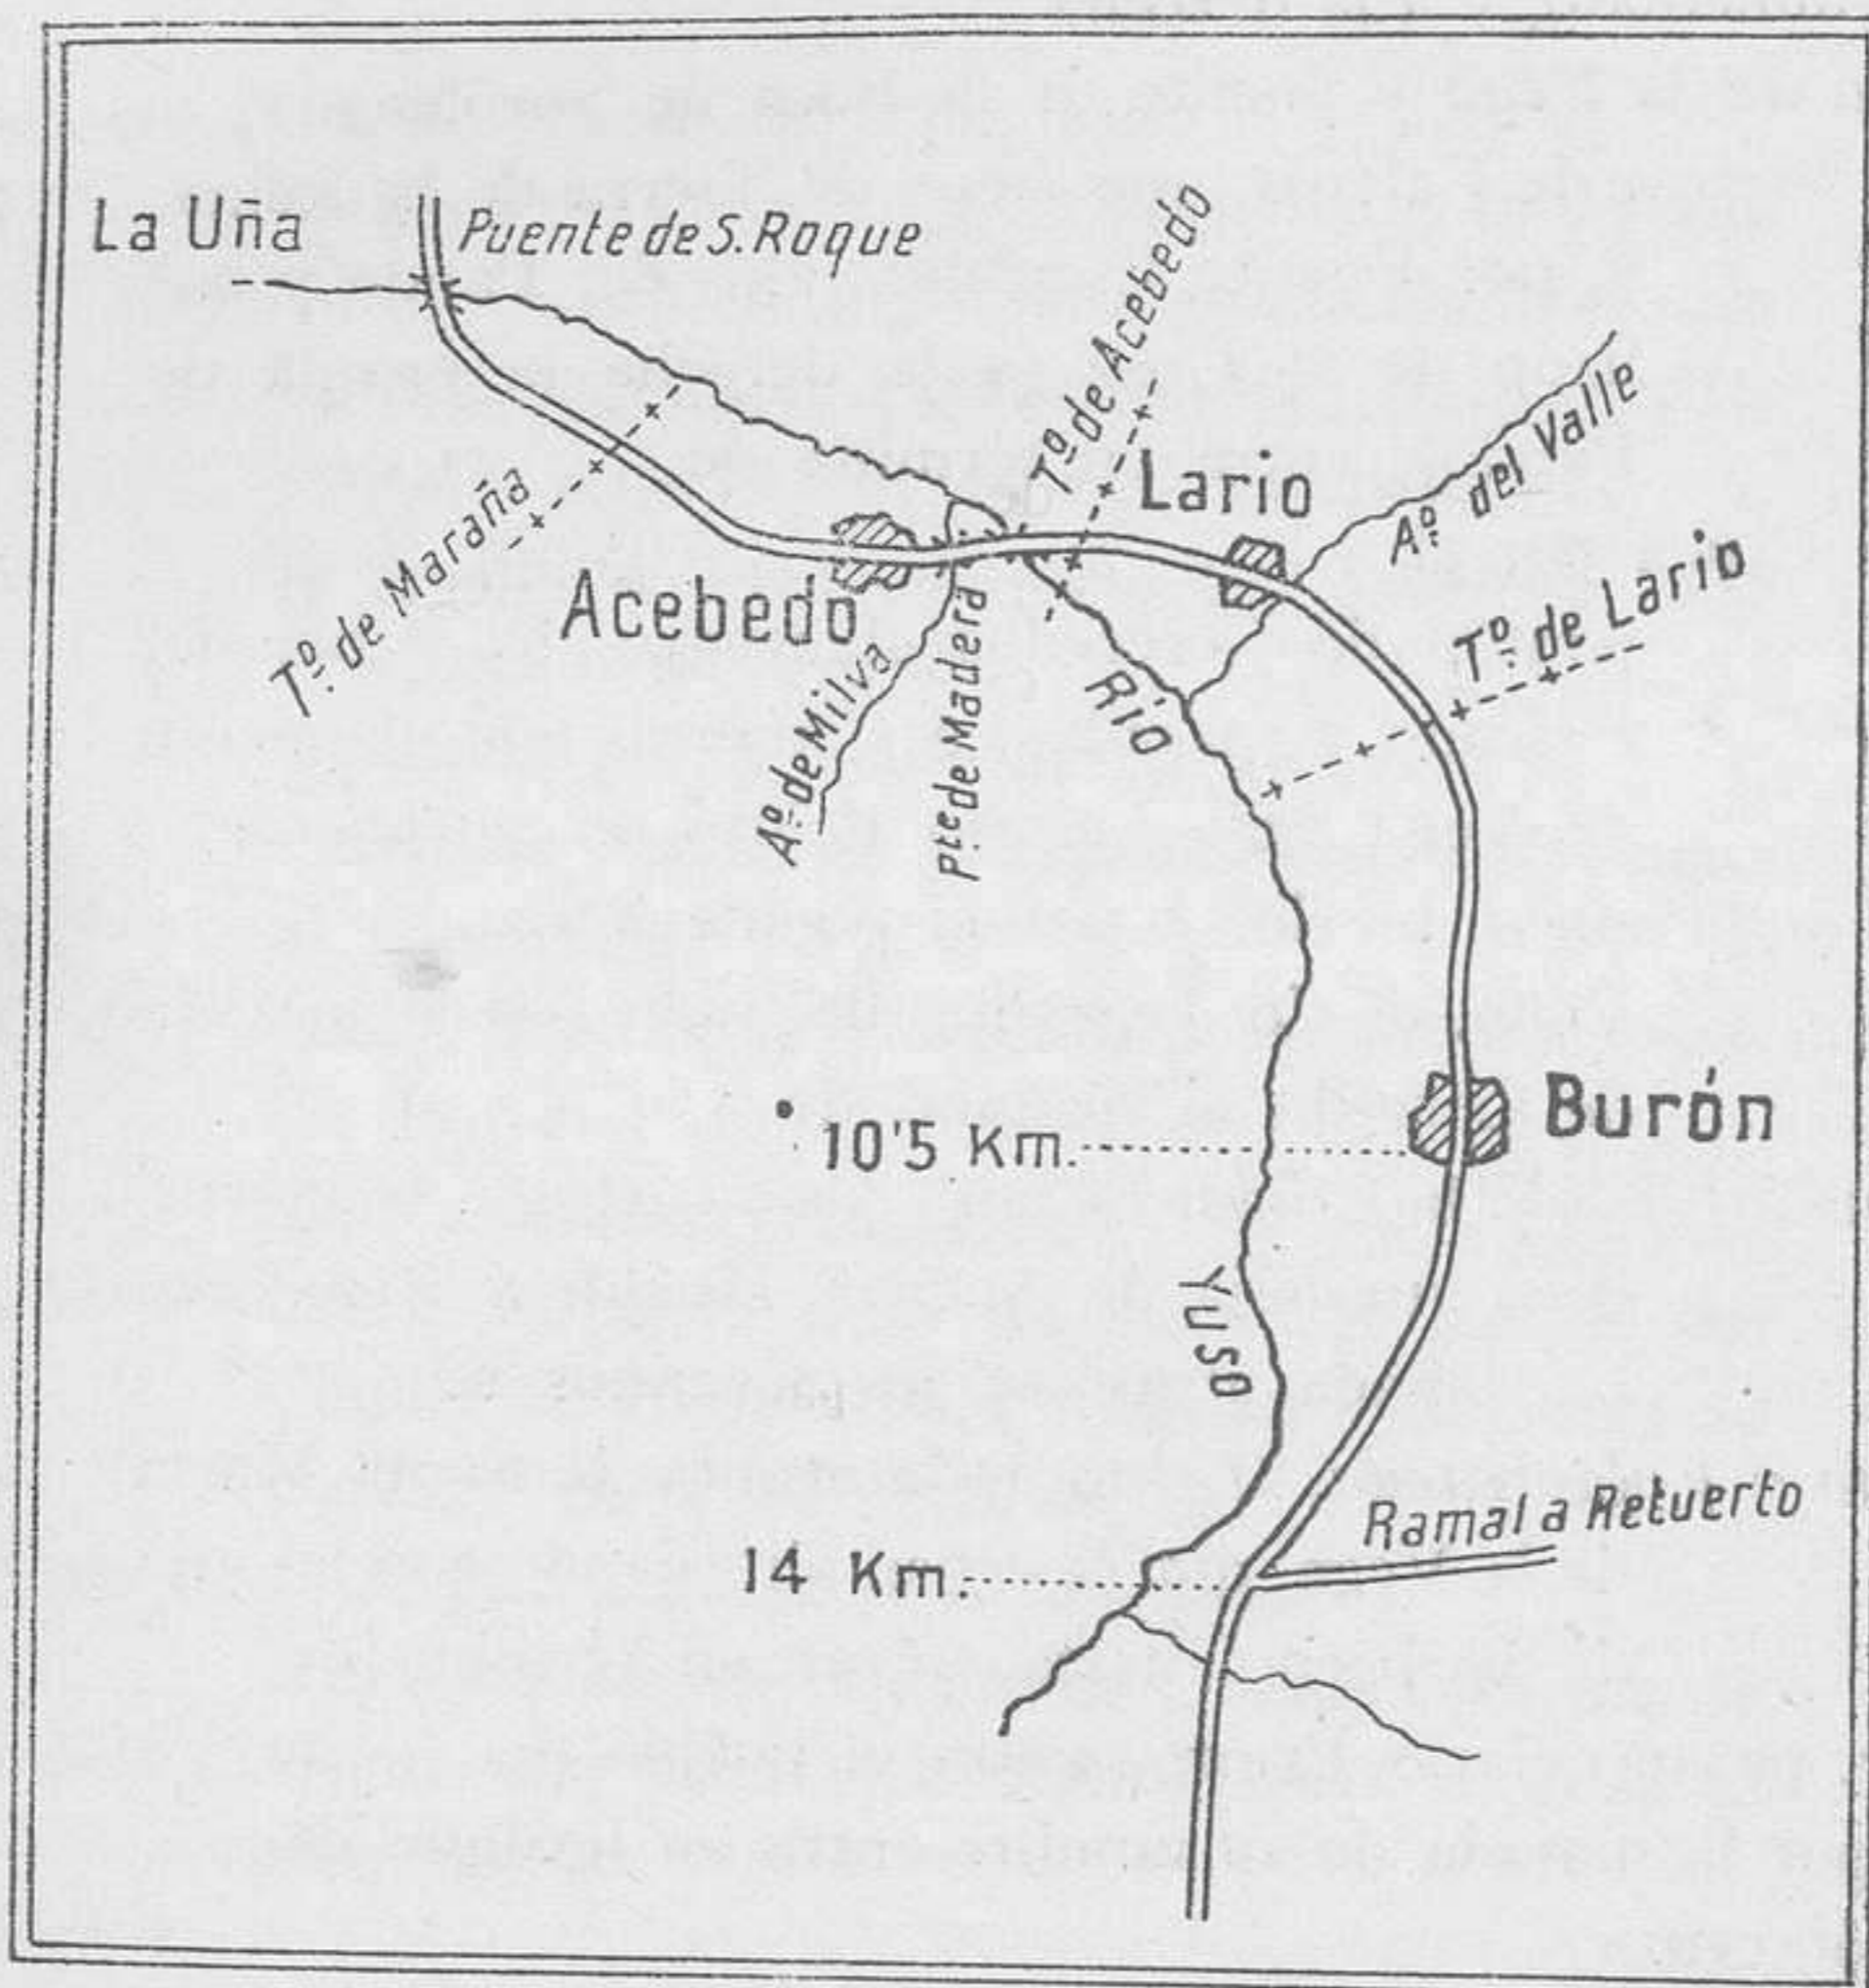 La Uña
Puente de S. Roque
Tº. de Acebedo
Lario
Aº. del Valle
Tº. de Maraña
Acebedo
Tº. de Lario
Aº. de Milva
Pte. de Madera
Río
10'5 Km.
Burón
Yuso
Ramal a Retuerto
14 Km.